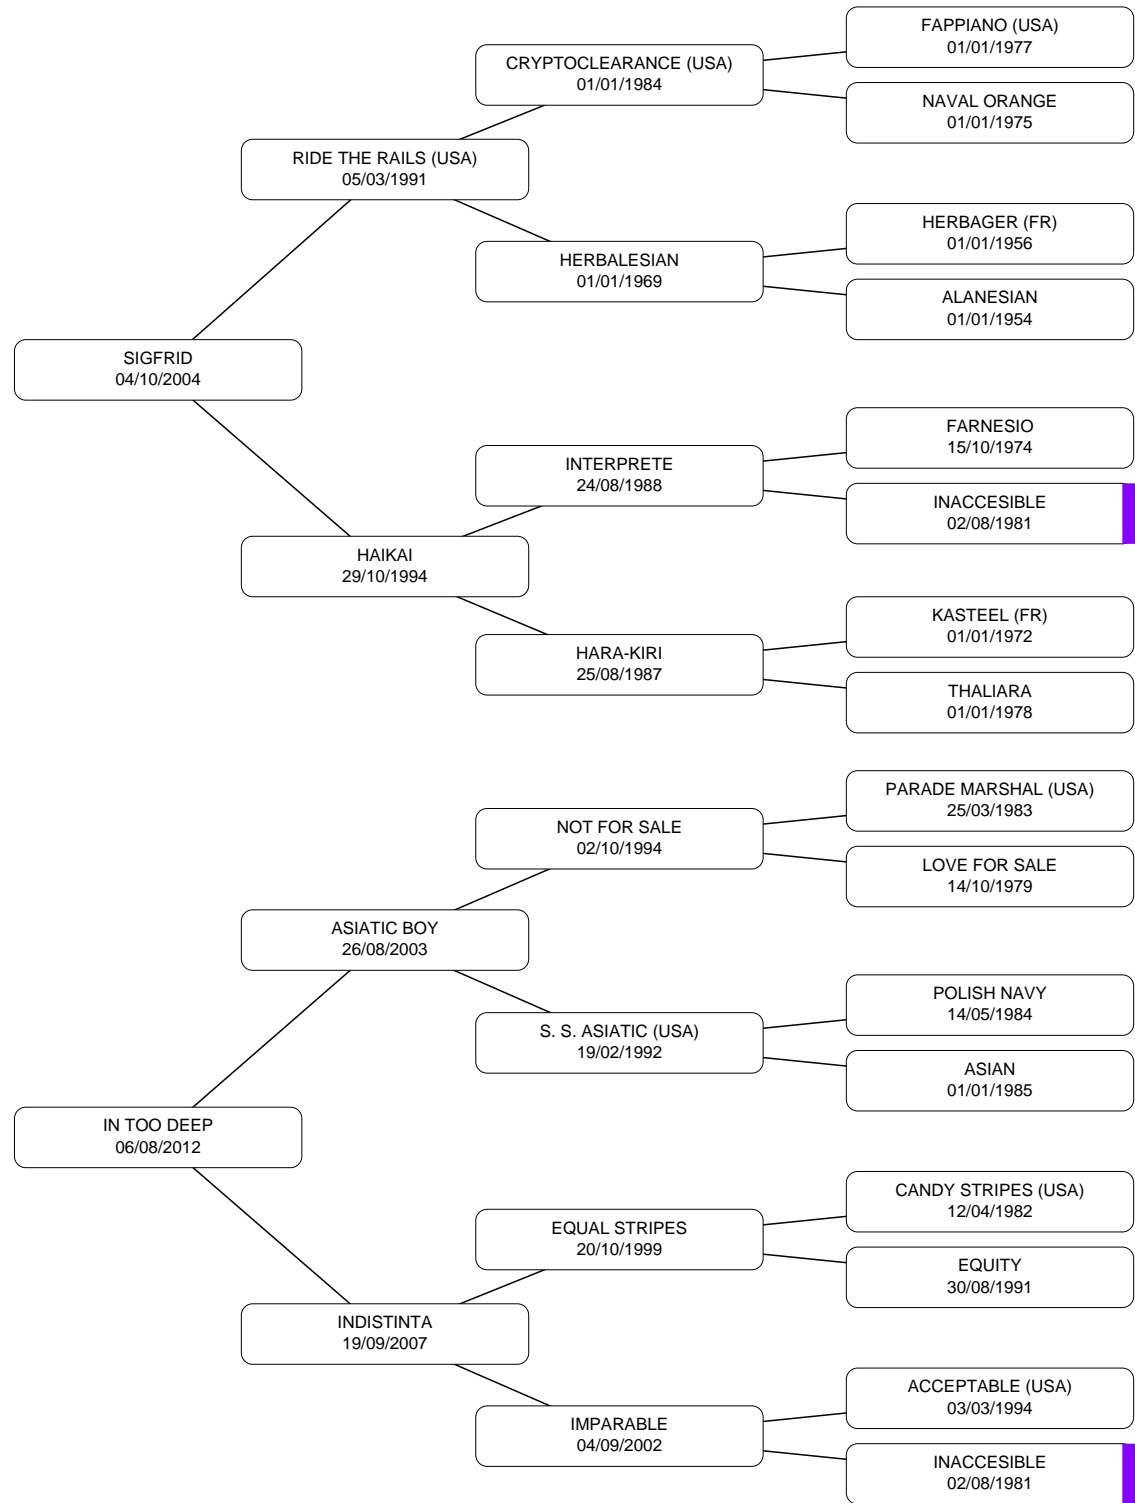 FAPPIANO (USA)
01/01/1977
CRYPTOCLEARANCE (USA)
01/01/1984
NAVAL ORANGE
01/01/1975
RIDE THE RAILS (USA)
05/03/1991
HERBAGER (FR)
01/01/1956
HERBALESIAN
01/01/1969
ALANESIAN
01/01/1954
SIGFRID
04/10/2004
FARNESIO
15/10/1974
INTERPRETE
24/08/1988
INACCESIBLE
02/08/1981
HAIKAI
29/10/1994
KASTEEL (FR)
01/01/1972
HARA-KIRI
25/08/1987
THALIARA
01/01/1978
PARADE MARSHAL (USA)
25/03/1983
NOT FOR SALE
02/10/1994
LOVE FOR SALE
14/10/1979
ASIATIC BOY
26/08/2003
POLISH NAVY
14/05/1984
S. S. ASIATIC (USA)
19/02/1992
ASIAN
01/01/1985
IN TOO DEEP
06/08/2012
CANDY STRIPES (USA)
12/04/1982
EQUAL STRIPES
20/10/1999
EQUITY
30/08/1991
INDISTINTA
19/09/2007
ACCEPTABLE (USA)
03/03/1994
IMPARABLE
04/09/2002
INACCESIBLE
02/08/1981